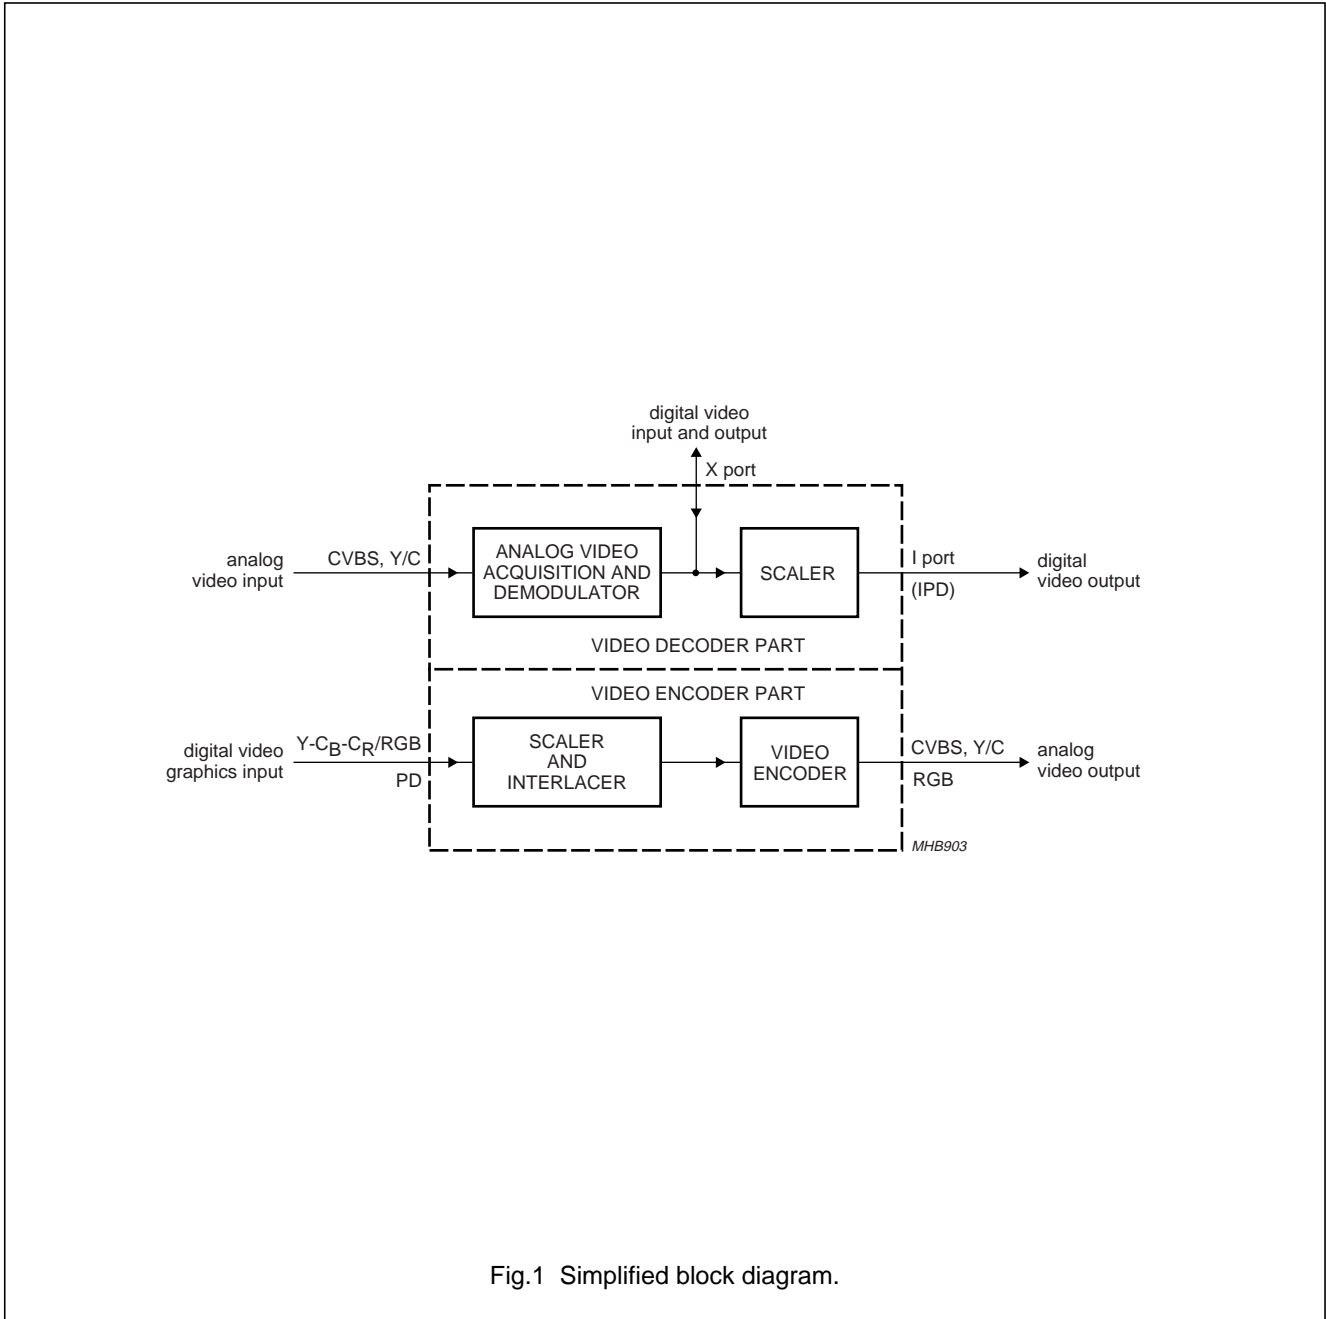 digital video
input and output
X port
analog
video input
CVBS, Y/C
ANALOG VIDEO
ACQUISITION AND
DEMODULATOR
SCALER
I port
(IPD)
digital
video output
VIDEO DECODER PART
VIDEO ENCODER PART
digital video
graphics input
Y-CB-CR/RGB
PD
SCALER
AND
INTERLACER
VIDEO
ENCODER
CVBS, Y/C
RGB
analog
video output
MHB903
Fig.1 Simplified block diagram.